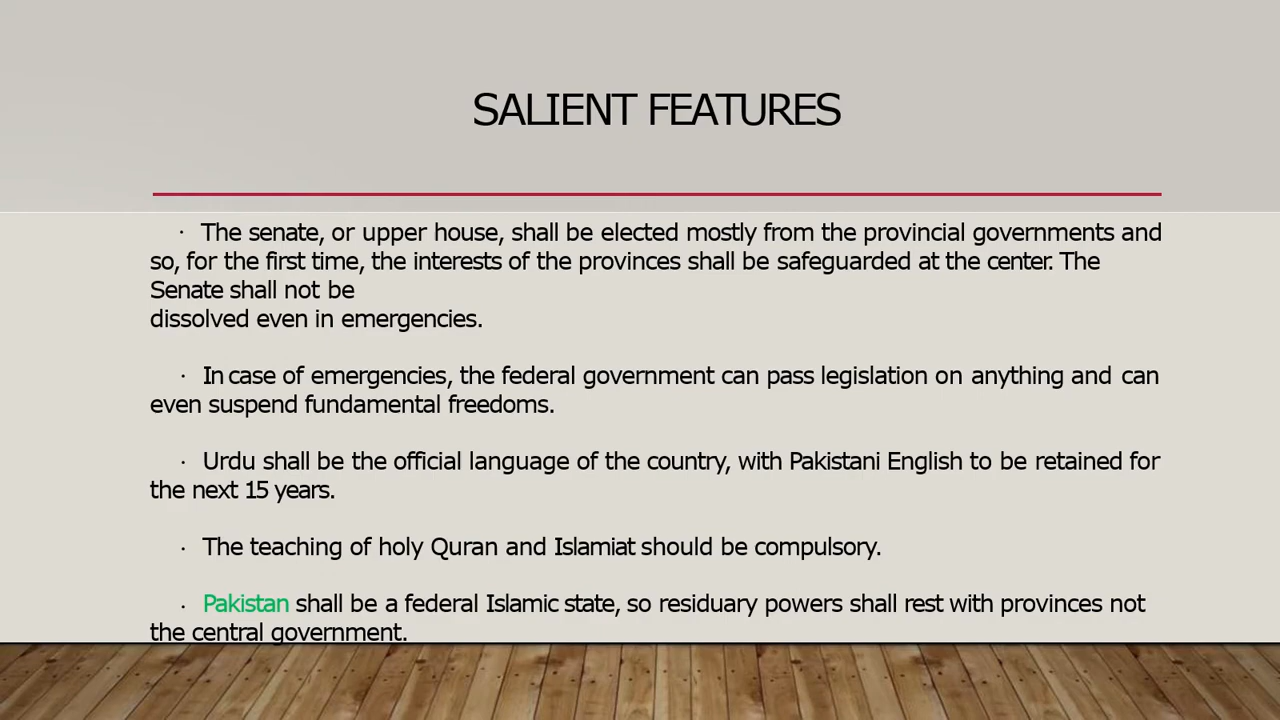 SALIENT FEATURES
· The senate, or upper house, shall be elected mostly from the provincial governments and
so, for the first time, the interests of the provinces shall be safeguarded at the center. The
Senate shall not be
dissolved even in emergencies.
· In case of emergencies, the federal government can pass legislation on anything and can
even suspend fundamental freedoms.
· Urdu shall be the official language of the country, with Pakistani English to be retained for
the next 15 years.
· The teaching of holy Quran and Islamiat should be compulsory.
· Pakistan shall be a federal Islamic state, so residuary powers shall rest with provinces not
the central government.